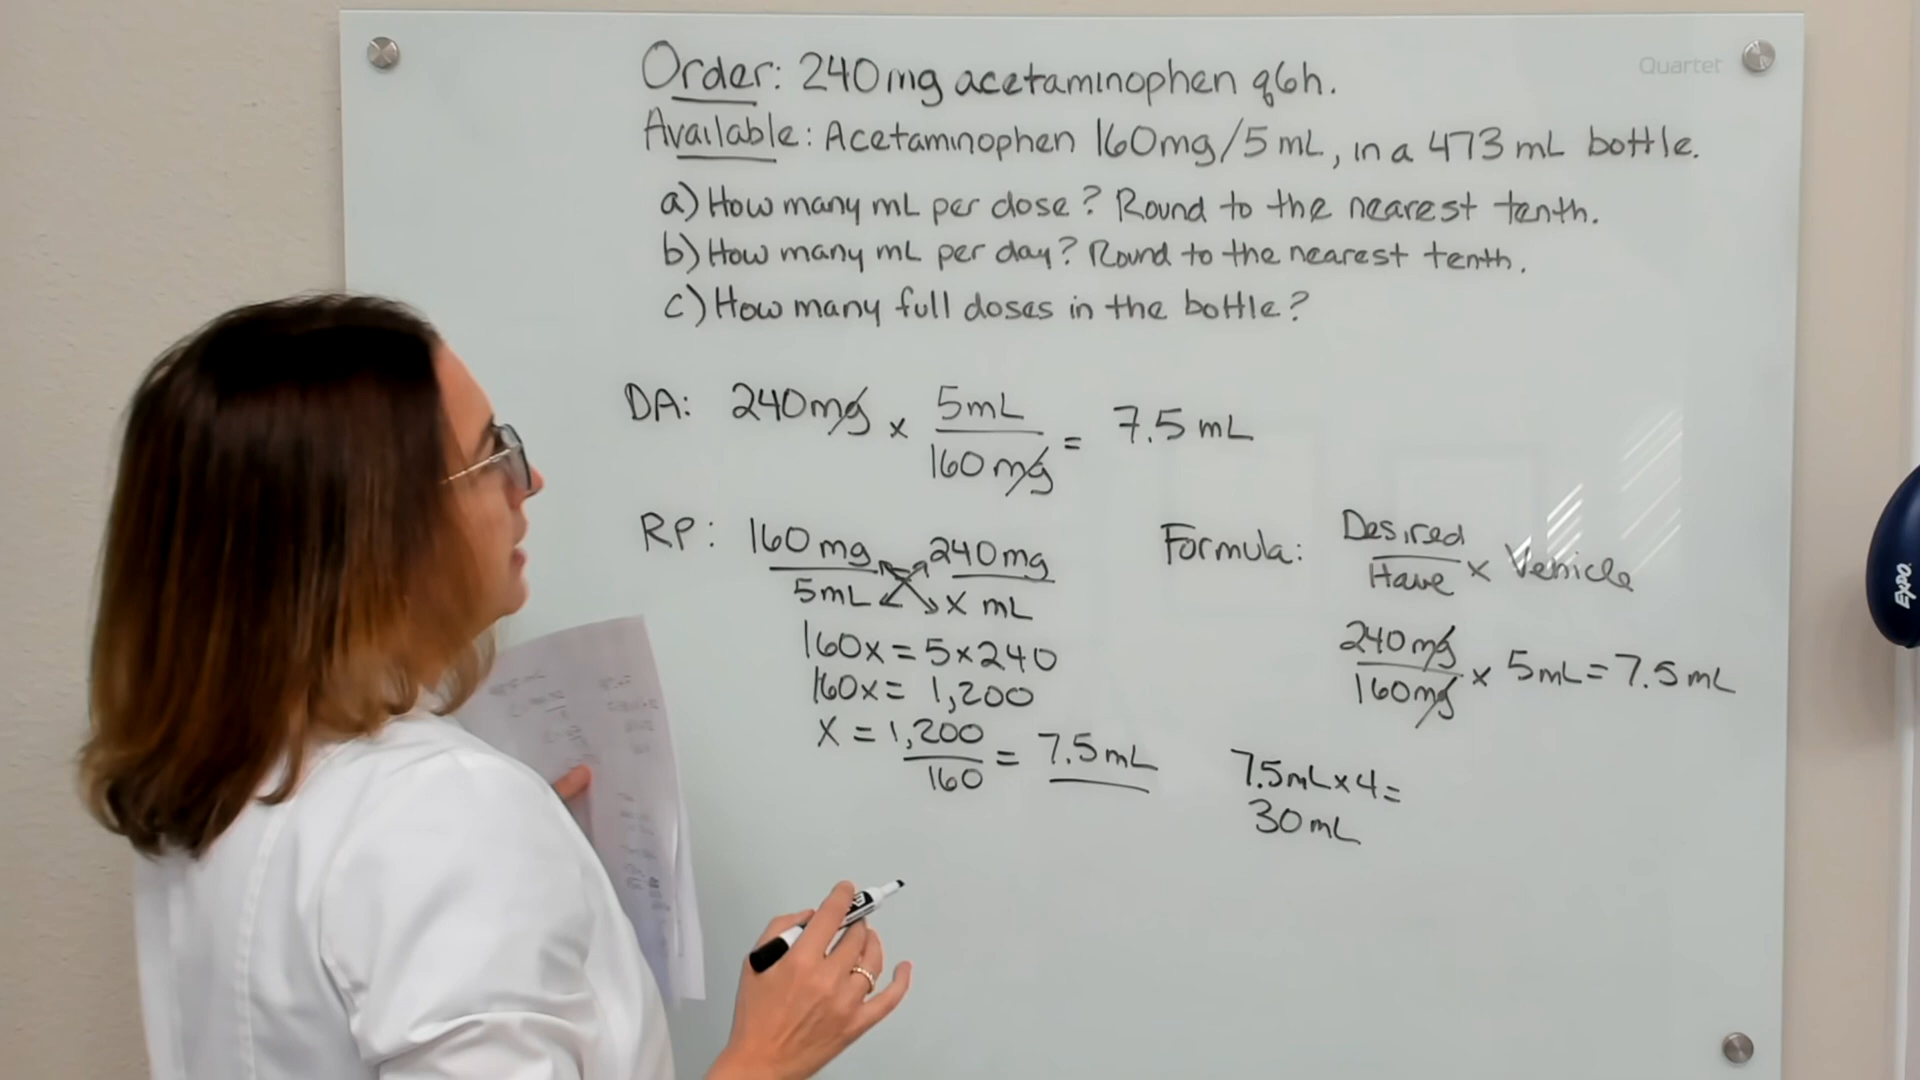 Quartet
Order: 240mg acetaminophen q6h.
Available: Acetaminophen 160mg/5 mL, in a 473 mL bottle.
a) How many mL per dose? Round to the nearest tenth.
b) How many mL per day? Round to the nearest tenth.
c) How many full doses in the bottle?
DA: 240mg x 5mL/160mg = 7.5 mL
RP: 160mg/5mL 240mg/x mL
160x = 5x240
160x = 1,200
X = 1,200/160 = 7.5mL
Formula: Desired/Have x Vehicle
240mg/160mg x 5mL = 7.5mL
7.5mL x 4 =
30mL
EXPO